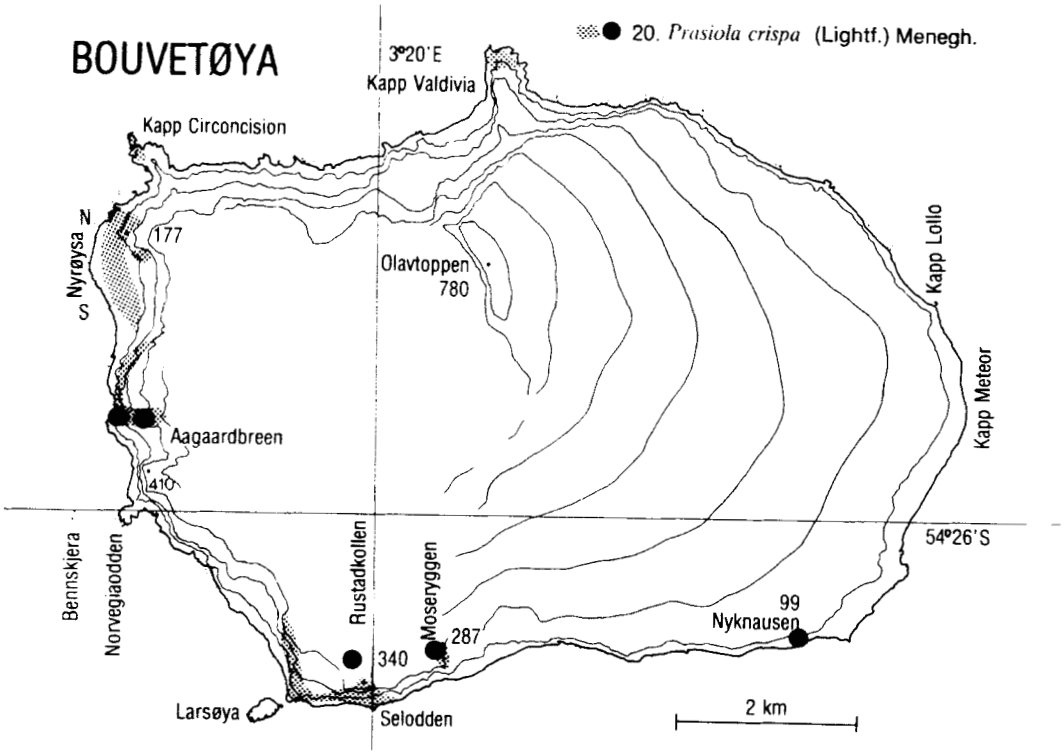 BOUVETØYA
20. Prasiola crispa (Lightf.) Menegh.
3°20'E
Kapp Valdivia
Kapp Circoncision
N
Nyrøysa
S
177
Olavtoppen
780
Kapp Lollo
Kapp Meteor
Aagaardbreen
410
54°26'S
Bennskjera
Norvegiaodden
Rustadkollen
340
Moseryggen
287
99
Nyknausen
Larsøya
Selodden
2 km